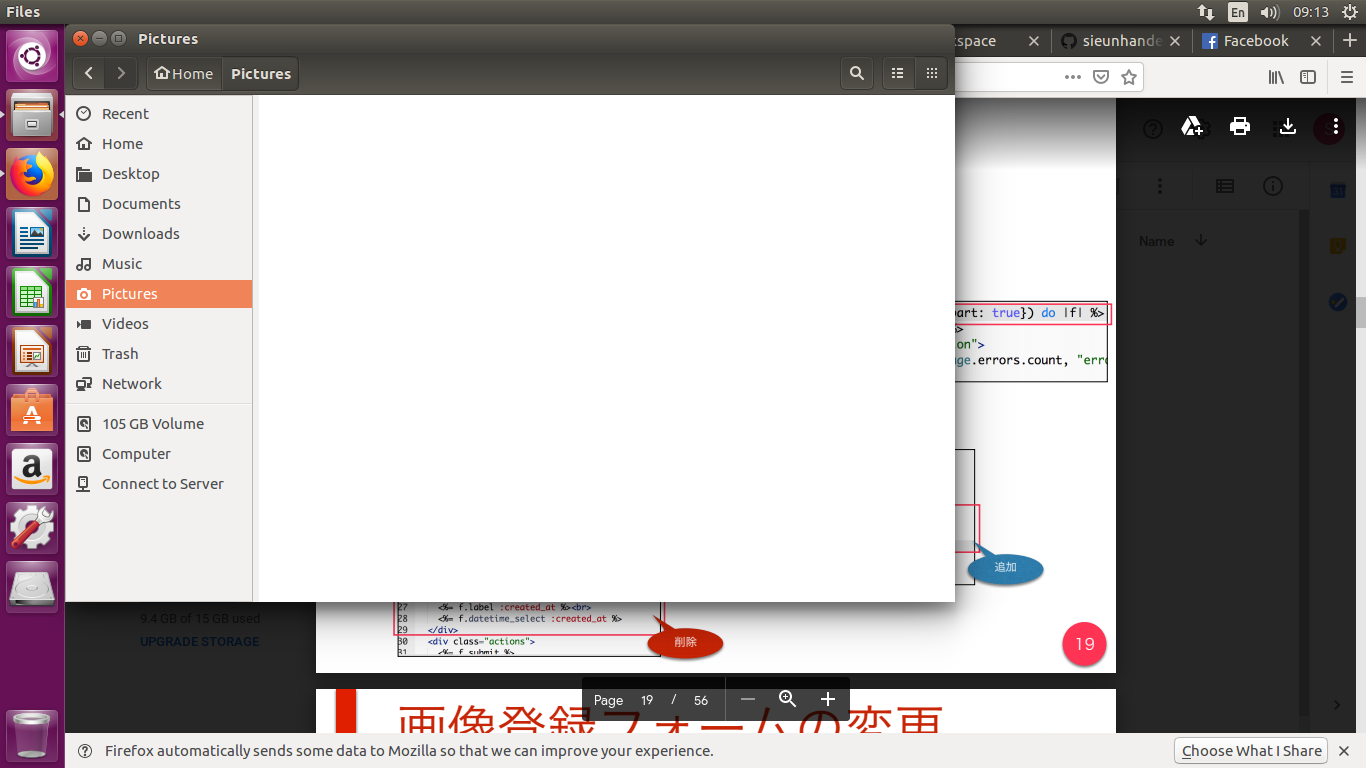 Files
En
09:13
Pictures
kspace
sieunhande
Facebook
Home
Pictures
Recent
Home
Desktop
Documents
Downloads
Music
Pictures
Videos
Trash
Network
105 GB Volume
Computer
Connect to Server
Name
part: true}) do |f| %>
%>
on">
ge.errors.count, "erro
追加
27 <%= f.label :created_at %><br>
28 <%= f.datetime_select :created_at %>
29 </div>
30 <div class="actions">
31 <%= f.submit %>
削除
19
9.4 GB of 15 GB used
UPGRADE STORAGE
Page 19 / 56
画像登録フォームの変更
Firefox automatically sends some data to Mozilla so that we can improve your experience.
Choose What I Share